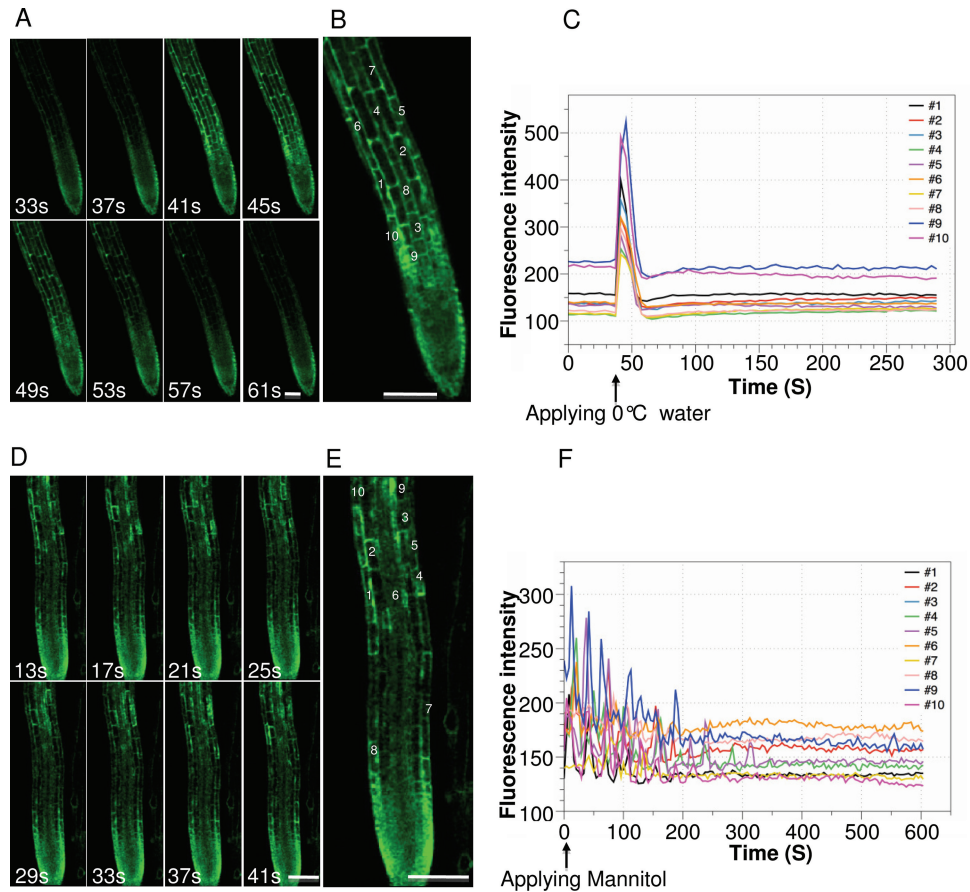 A
33s 37s 41s 45s
49s 53s 57s 61s
B
7
4
5
6
2
1
8
3
10
9
C
Fluorescence intensity
500
400
300
200
100
#1
#2
#3
#4
#5
#6
#7
#8
#9
#10
0 50 100 150 200 250 300
Time (S)
Applying 0°C water
D
13s 17s 21s 25s
29s 33s 37s 41s
E
10 9
3
2 5
4
1 6
7
8
F
Fluorescence intensity
300
250
200
150
100
#1
#2
#3
#4
#5
#6
#7
#8
#9
#10
0 100 200 300 400 500 600
Time (S)
Applying Mannitol